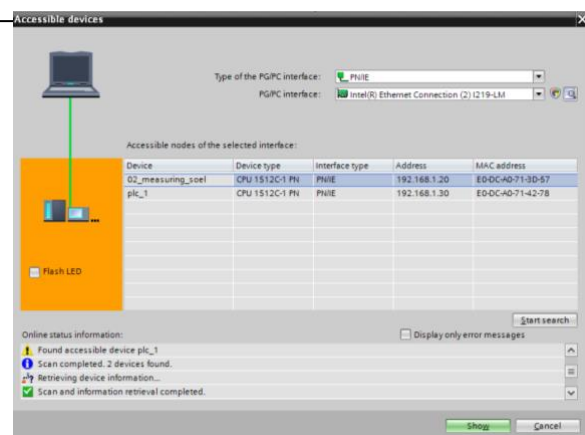 Accessible devices
Type of the PG/PC interface: PN/IE
PG/PC interface: Intel(R) Ethernet Connection (2) I219-LM
Accessible nodes of the selected interface:
Device Device type Interface type Address MAC address
02_measuring_soel CPU 1512C-1 PN PN/IE 192.168.1.20 E0-DC-A0-71-3D-57
plc_1 CPU 1512C-1 PN PN/IE 192.168.1.30 E0-DC-A0-71-42-78
Flash LED
Start search
Online status information:
Display only error messages
Found accessible device plc_1
Scan completed. 2 devices found.
Retrieving device information...
Scan and information retrieval completed.
Show Cancel